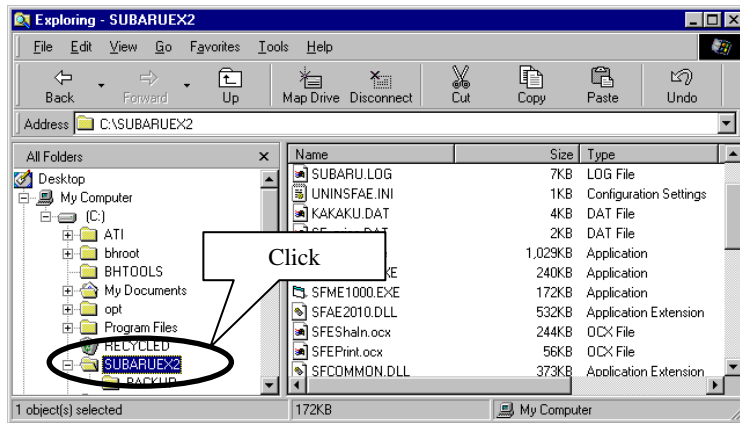 Exploring - SUBARUEX2
File Edit View Go Favorites Tools Help
Back Forward Up Map Drive Disconnect Cut Copy Paste Undo
Address C:\SUBARUEX2
All Folders
Desktop
My Computer
(C:)
ATI
bhroot
BHTOOLS
My Documents
opt
Program Files
RECYCLED
SUBARUEX2
BACKUP
Name Size Type
SUBARU.LOG 7KB LOG File
UNINSFAE.INI 1KB Configuration Settings
KAKAKU.DAT 4KB DAT File
2KB DAT File
1,029KB Application
240KB Application
SFME1000.EXE 172KB Application
SFAE2010.DLL 532KB Application Extension
SFEShaln.ocx 244KB OCX File
SFEPrint.ocx 56KB OCX File
SFCOMMON.DLL 373KB Application Extension
Click
1 object(s) selected 172KB My Computer